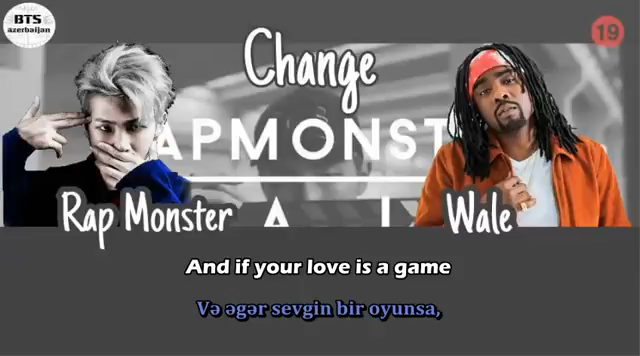 BTS
azerbaijan
19
Change
APMONST
Rap Monster
Wale
And if your love is a game
Və əgər sevgin bir oyunsa,